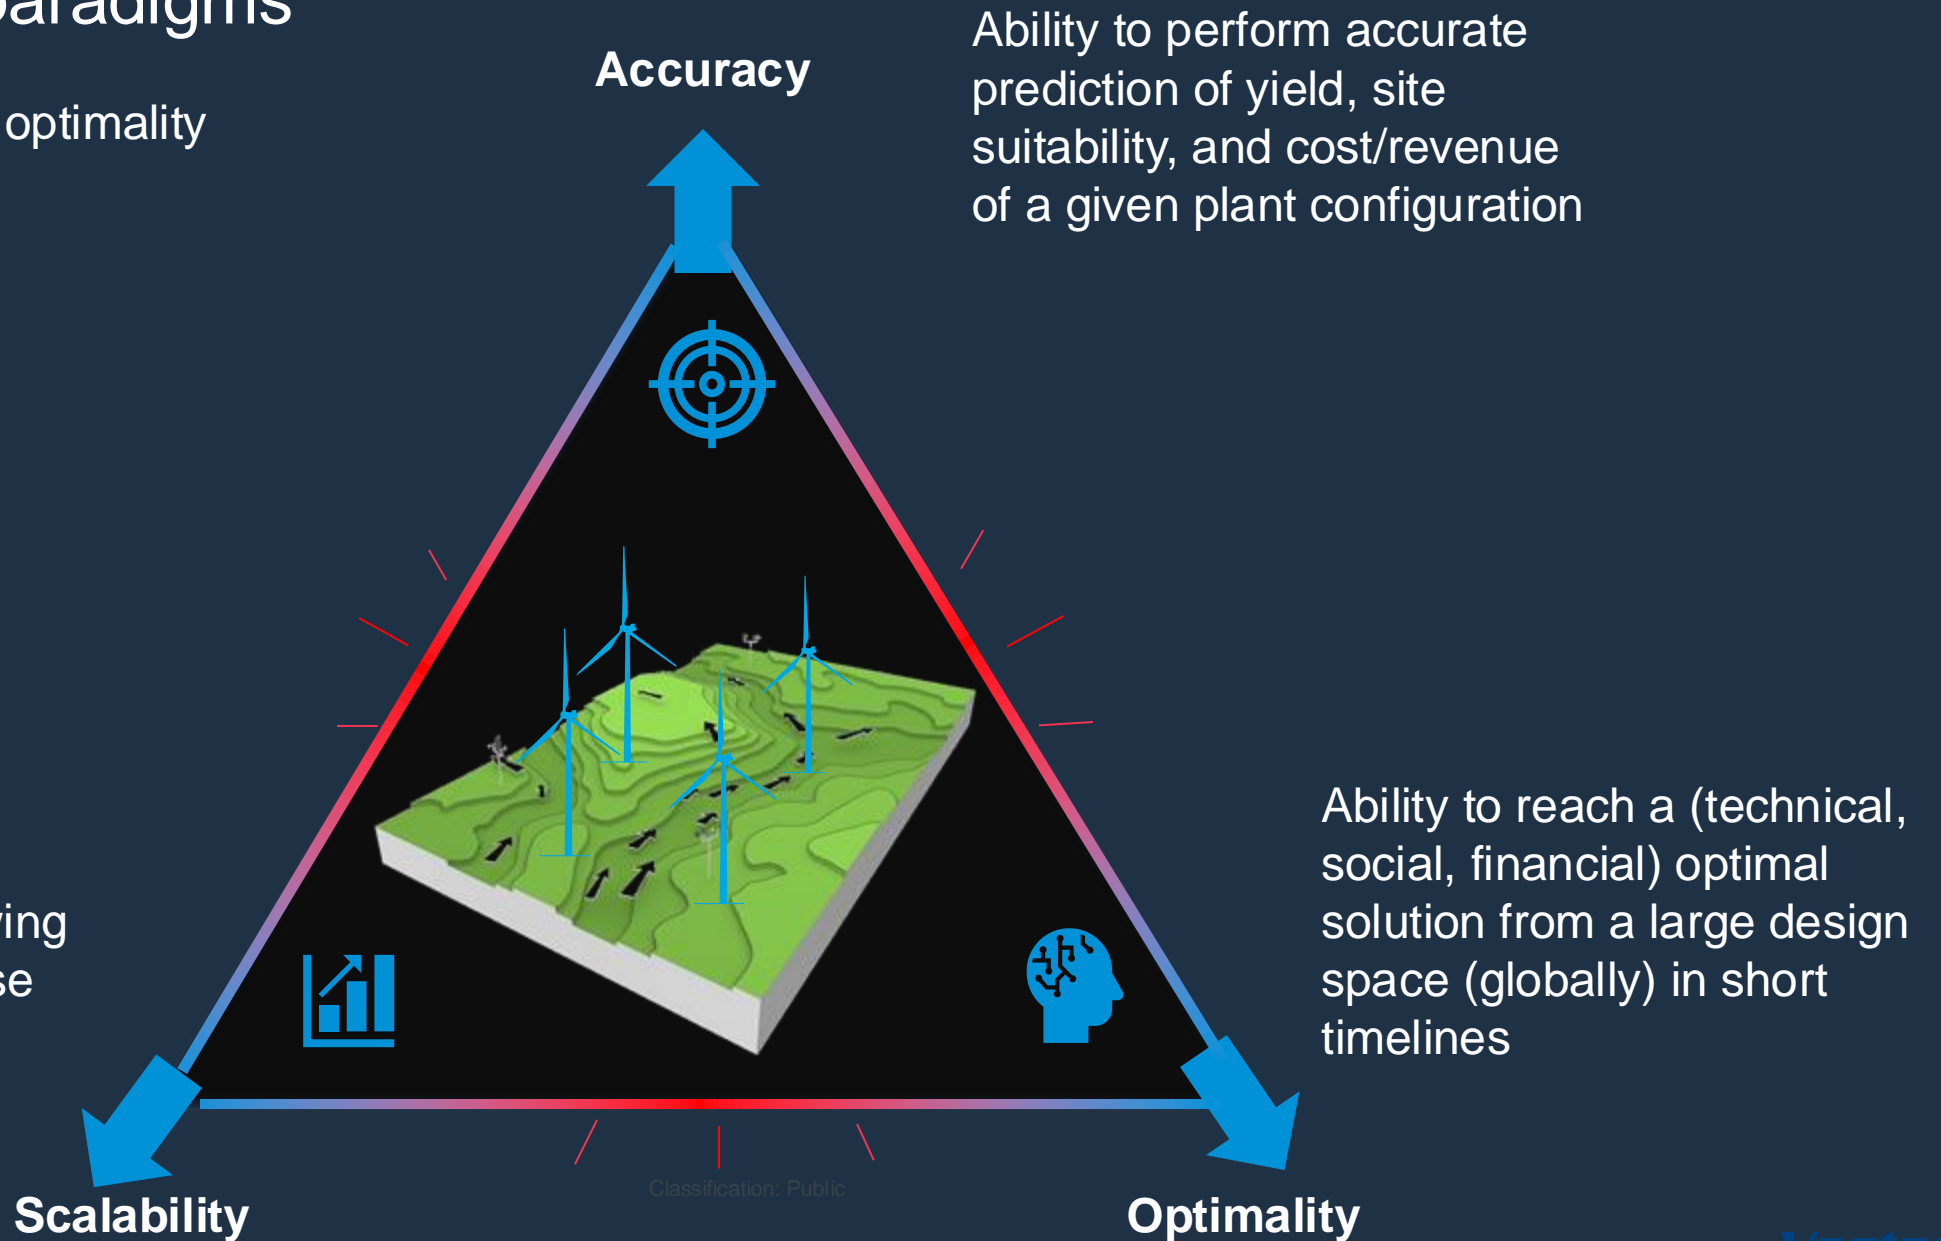 paradigms
optimality
Accuracy
Ability to perform accurate
prediction of yield, site
suitability, and cost/revenue
of a given plant configuration
Ability to reach a (technical,
social, financial) optimal
solution from a large design
space (globally) in short
timelines
Classification: Public
Scalability
Optimality